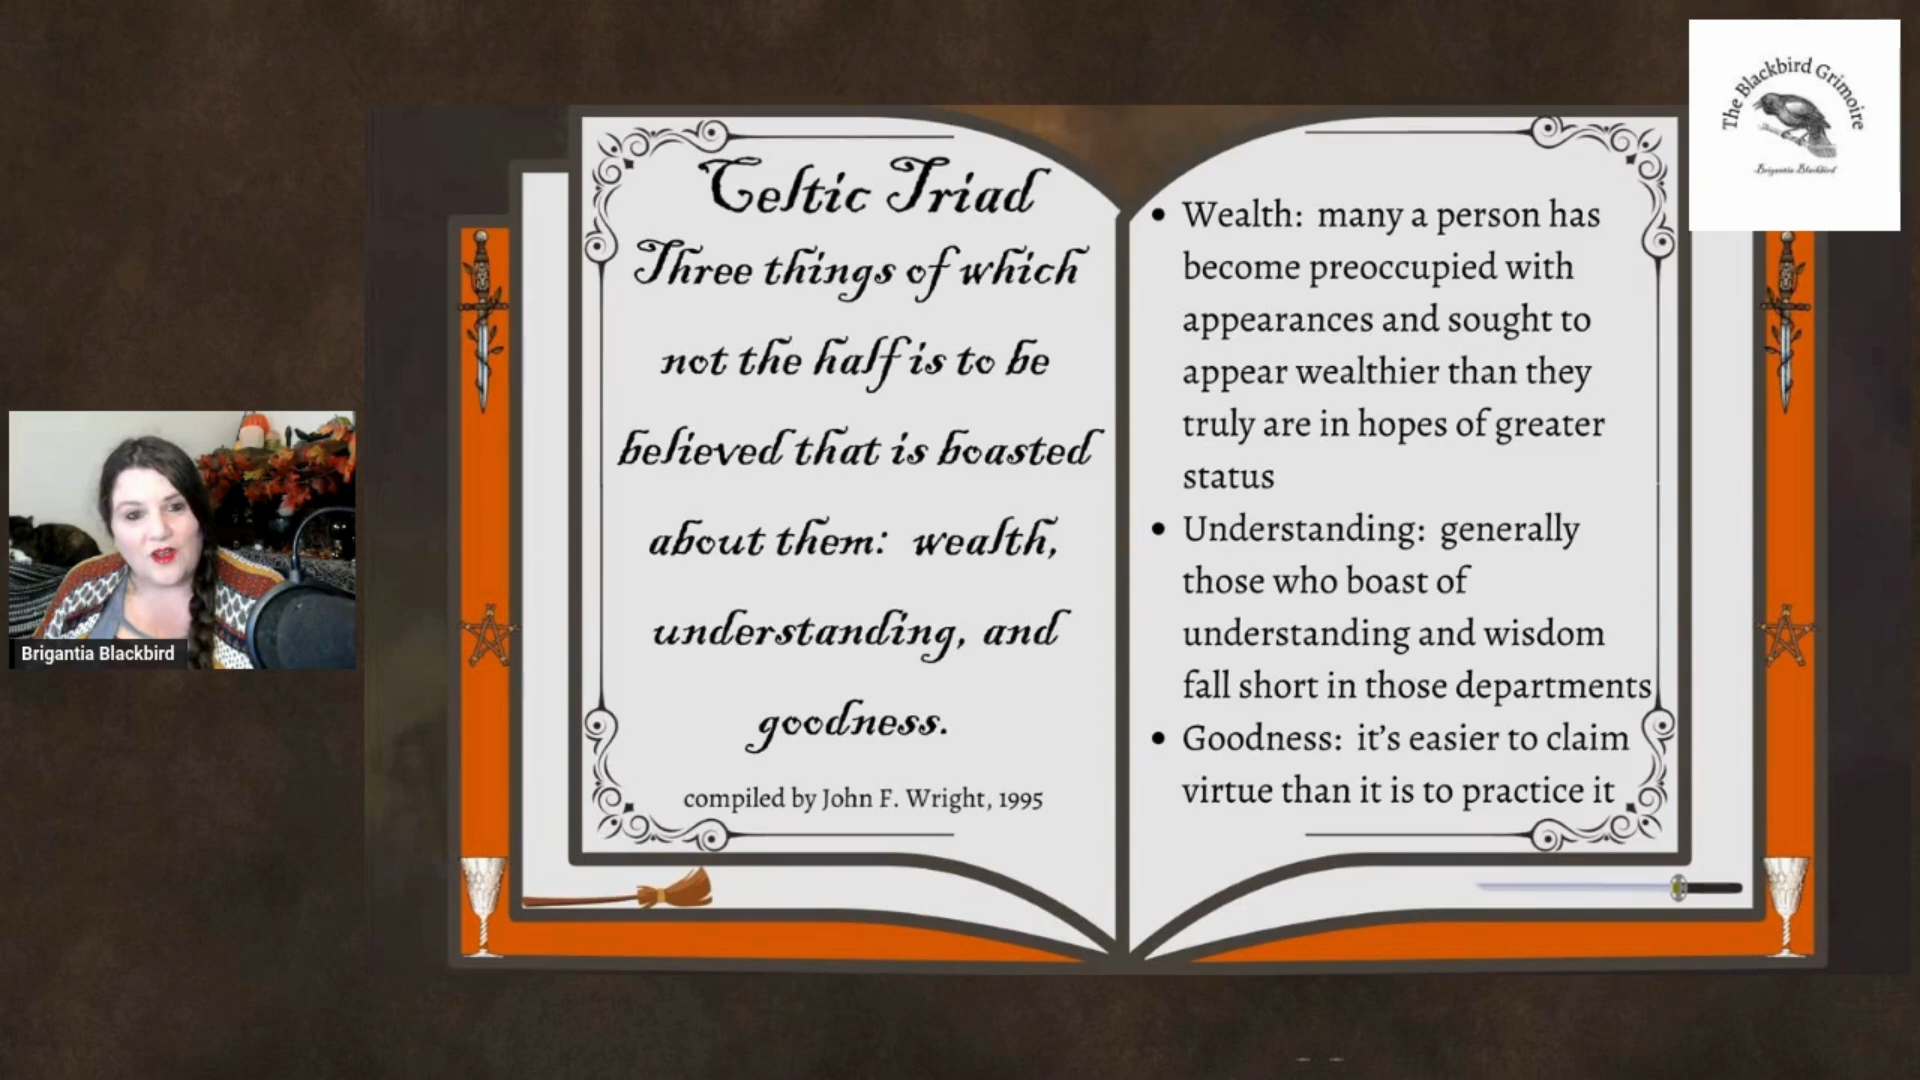 The Blackbird Grimoire
Brigantia Blackbird
Celtic Triad
Three things of which
not the half is to be
believed that is boasted
about them:  wealth,
understanding, and
goodness.
compiled by John F. Wright, 1995
• Wealth:  many a person has
become preoccupied with
appearances and sought to
appear wealthier than they
truly are in hopes of greater
status
• Understanding:  generally
those who boast of
understanding and wisdom
fall short in those departments
• Goodness:  it’s easier to claim
virtue than it is to practice it
Brigantia Blackbird